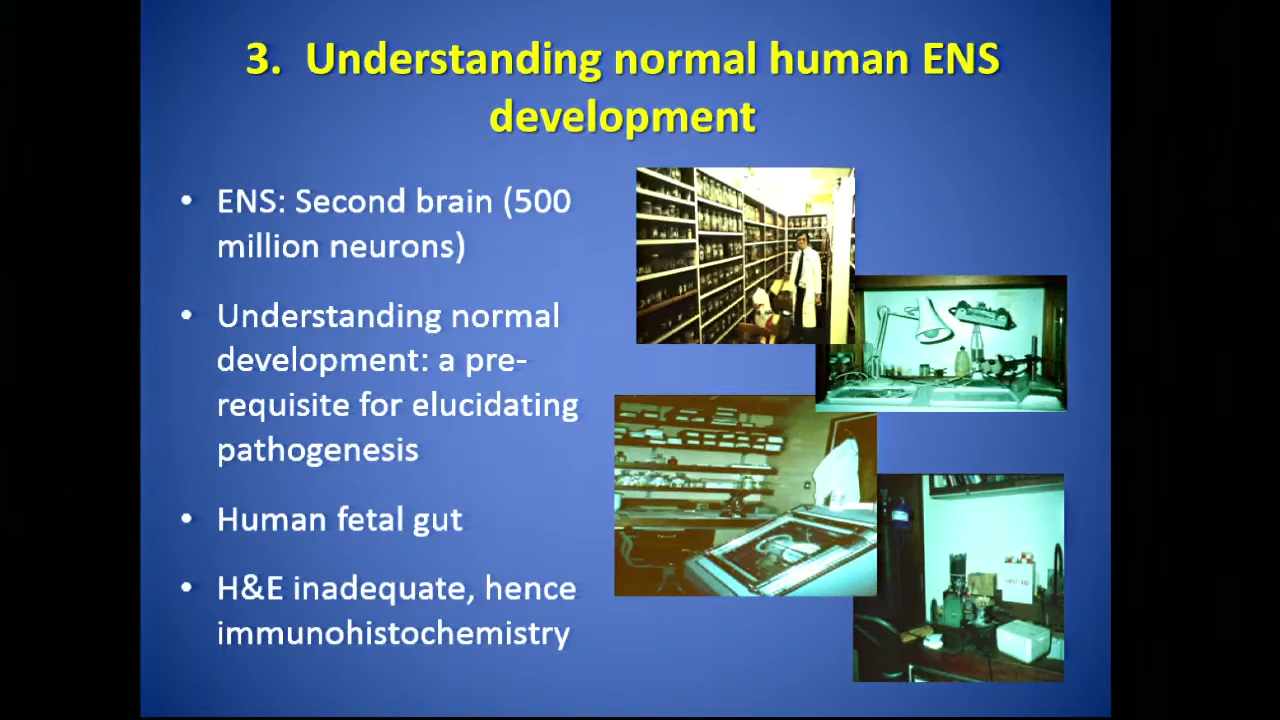 3. Understanding normal human ENS
development
• ENS: Second brain (500
million neurons)
• Understanding normal
development: a pre-
requisite for elucidating
pathogenesis
• Human fetal gut
• H&E inadequate, hence
immunohistochemistry